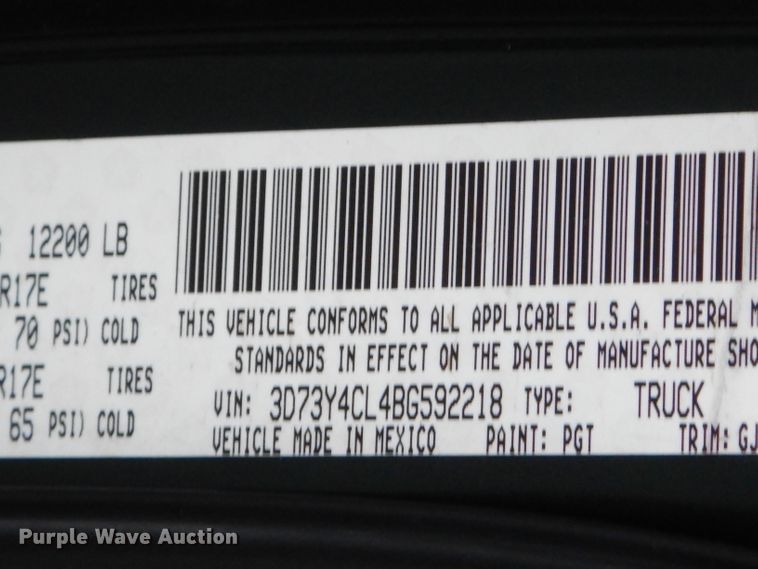 12200 LB
R17E TIRES
70 PSI) COLD
R17E TIRES
65 PSI) COLD
THIS VEHICLE CONFORMS TO ALL APPLICABLE U.S.A. FEDERAL M
STANDARDS IN EFFECT ON THE DATE OF MANUFACTURE SHO
VIN: 3D73Y4CL4BG592218 TYPE: TRUCK
VEHICLE MADE IN MEXICO PAINT: PGT TRIM: GJ
Purple Wave Auction